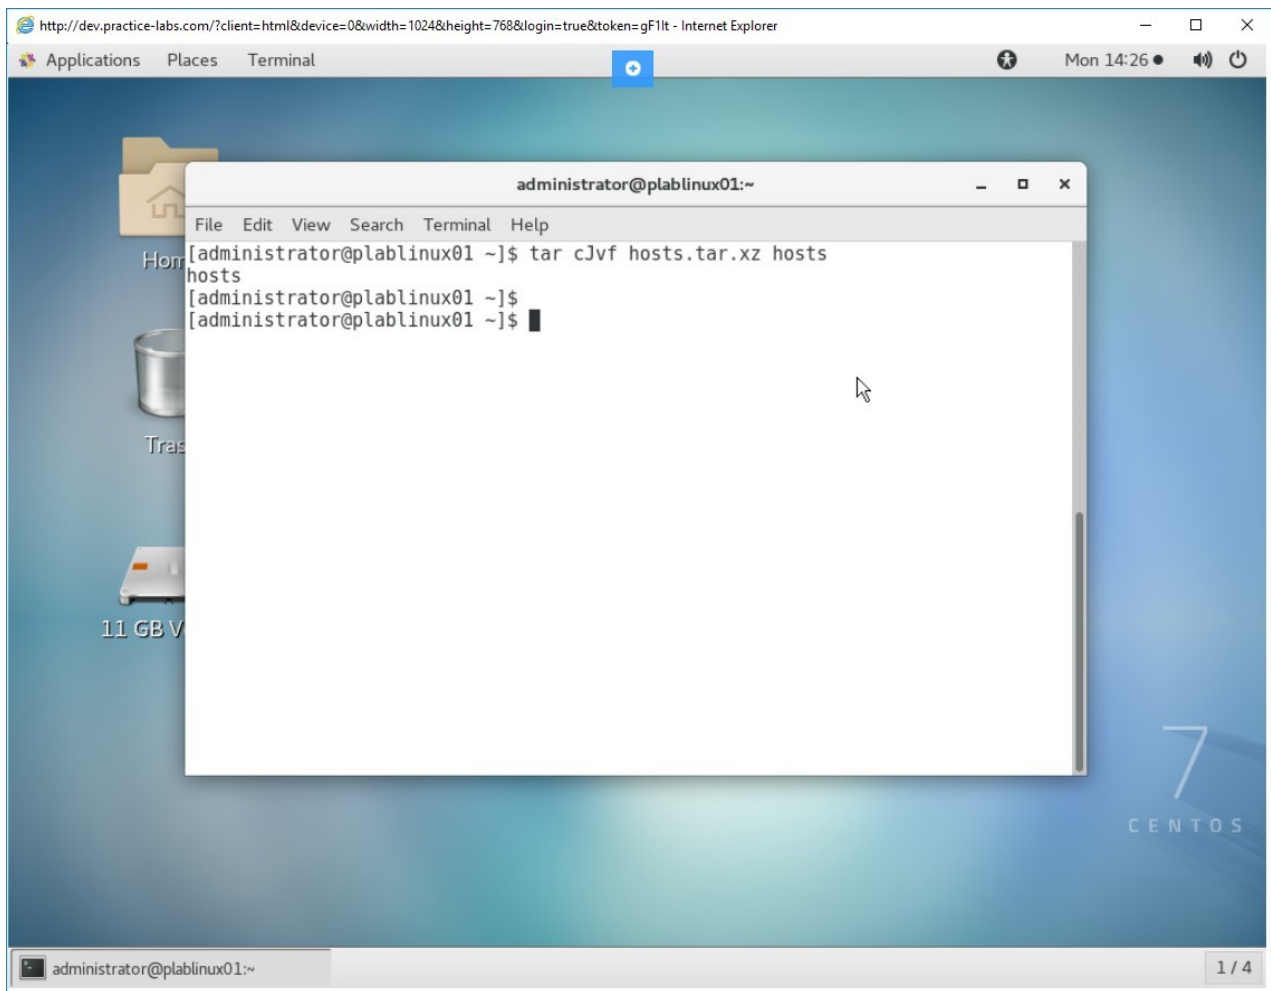 http://dev.practice-labs.com/?client=html&device=0&width=1024&height=768&login=true&token=gF1lt - Internet Explorer
Applications Places Terminal Mon 14:26
administrator@plablinux01:~
File Edit View Search Terminal Help
[administrator@plablinux01 ~]$ tar cJvf hosts.tar.xz hosts
hosts
[administrator@plablinux01 ~]$
[administrator@plablinux01 ~]$
Hom
Tras
11 GB V
7
CENTOS
administrator@plablinux01:~
1 / 4